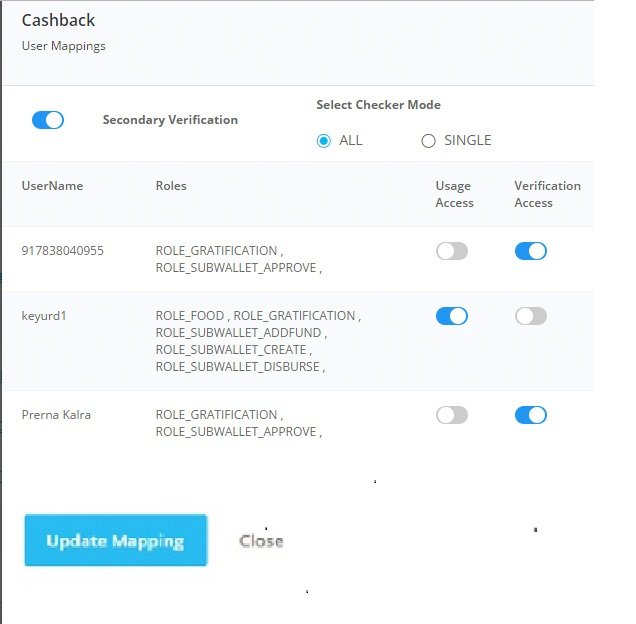 Cashback
User Mappings
Select Checker Mode
Secondary Verification
ALL SINGLE
UserName Roles Usage Access Verification Access
917838040955 ROLE_GRATIFICATION ,
ROLE_SUBWALLET_APPROVE ,
keyurd1 ROLE_FOOD , ROLE_GRATIFICATION ,
ROLE_SUBWALLET_ADDFUND ,
ROLE_SUBWALLET_CREATE ,
ROLE_SUBWALLET_DISBURSE ,
Prerna Kalra ROLE_GRATIFICATION ,
ROLE_SUBWALLET_APPROVE ,
Update Mapping Close